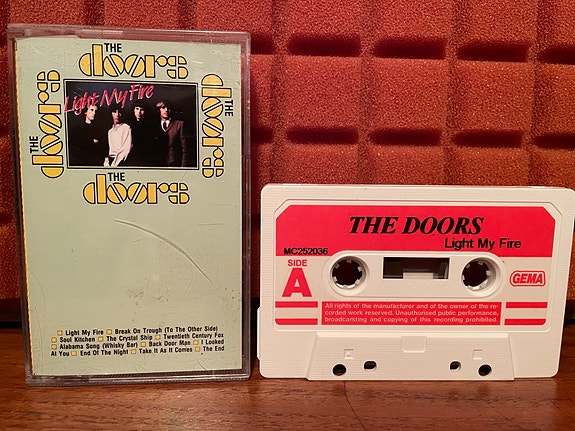 THE
doors
Light My Fire
THE
doors
THE
doors
THE
doors
□ Light My Fire □ Break On Trough (To The Other Side)
□ Soul Kitchen □ The Crystal Ship □ Twentieth Century Fox
□ Alabama Song (Whisky Bar) □ Back Door Man □ I Looked
At You □ End Of The Night □ Take It As It Comes □ The End
THE DOORS
Light My Fire
MC252036
SIDE
A
GEMA
All rights of the manufacturer and of the owner of the re-
corded work reserved. Unauthorised public performance,
broadcasting and copying of this recording prohibited.